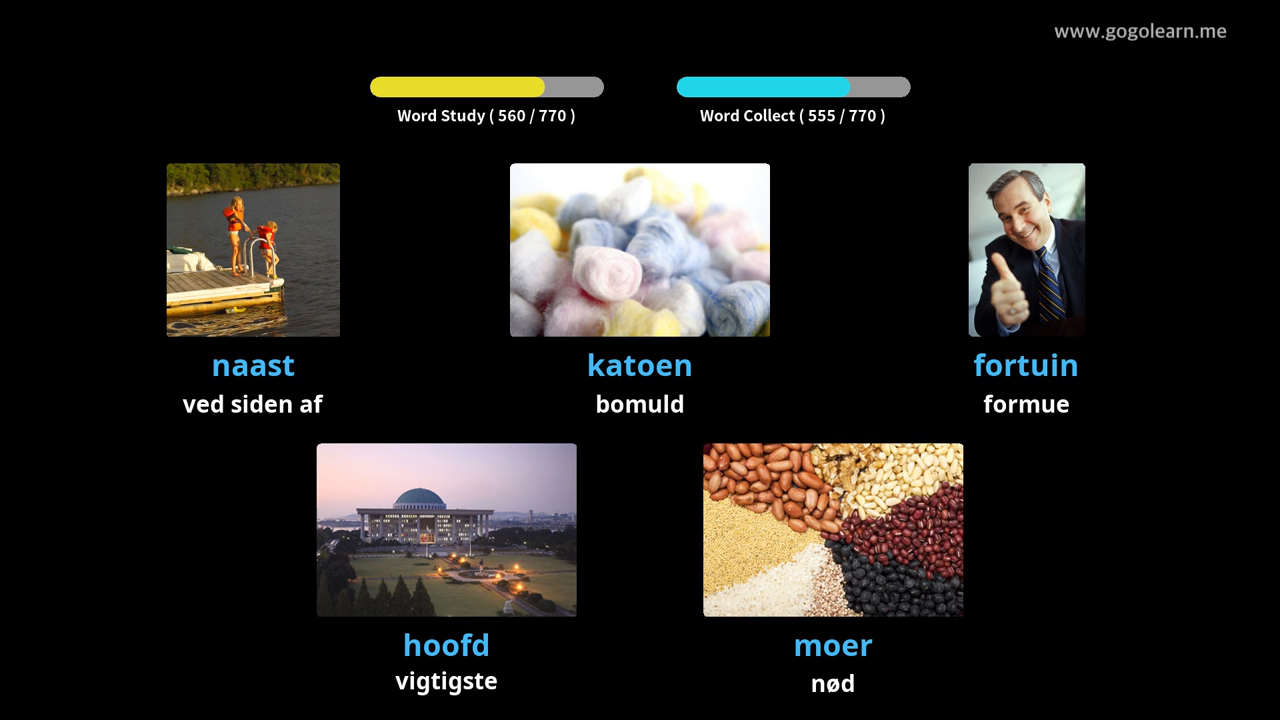 www.gogolearn.me
Word Study ( 560 / 770 )
Word Collect ( 555 / 770 )
naast
ved siden af
katoen
bomuld
fortuin
formue
hoofd
vigtigste
moer
nød